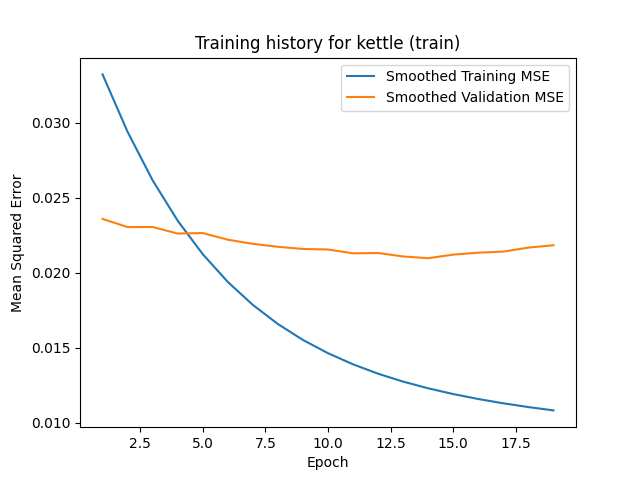 Training history for kettle (train)
Smoothed Training MSE
Smoothed Validation MSE
Mean Squared Error
0.030
0.025
0.020
0.015
0.010
2.5 5.0 7.5 10.0 12.5 15.0 17.5
Epoch